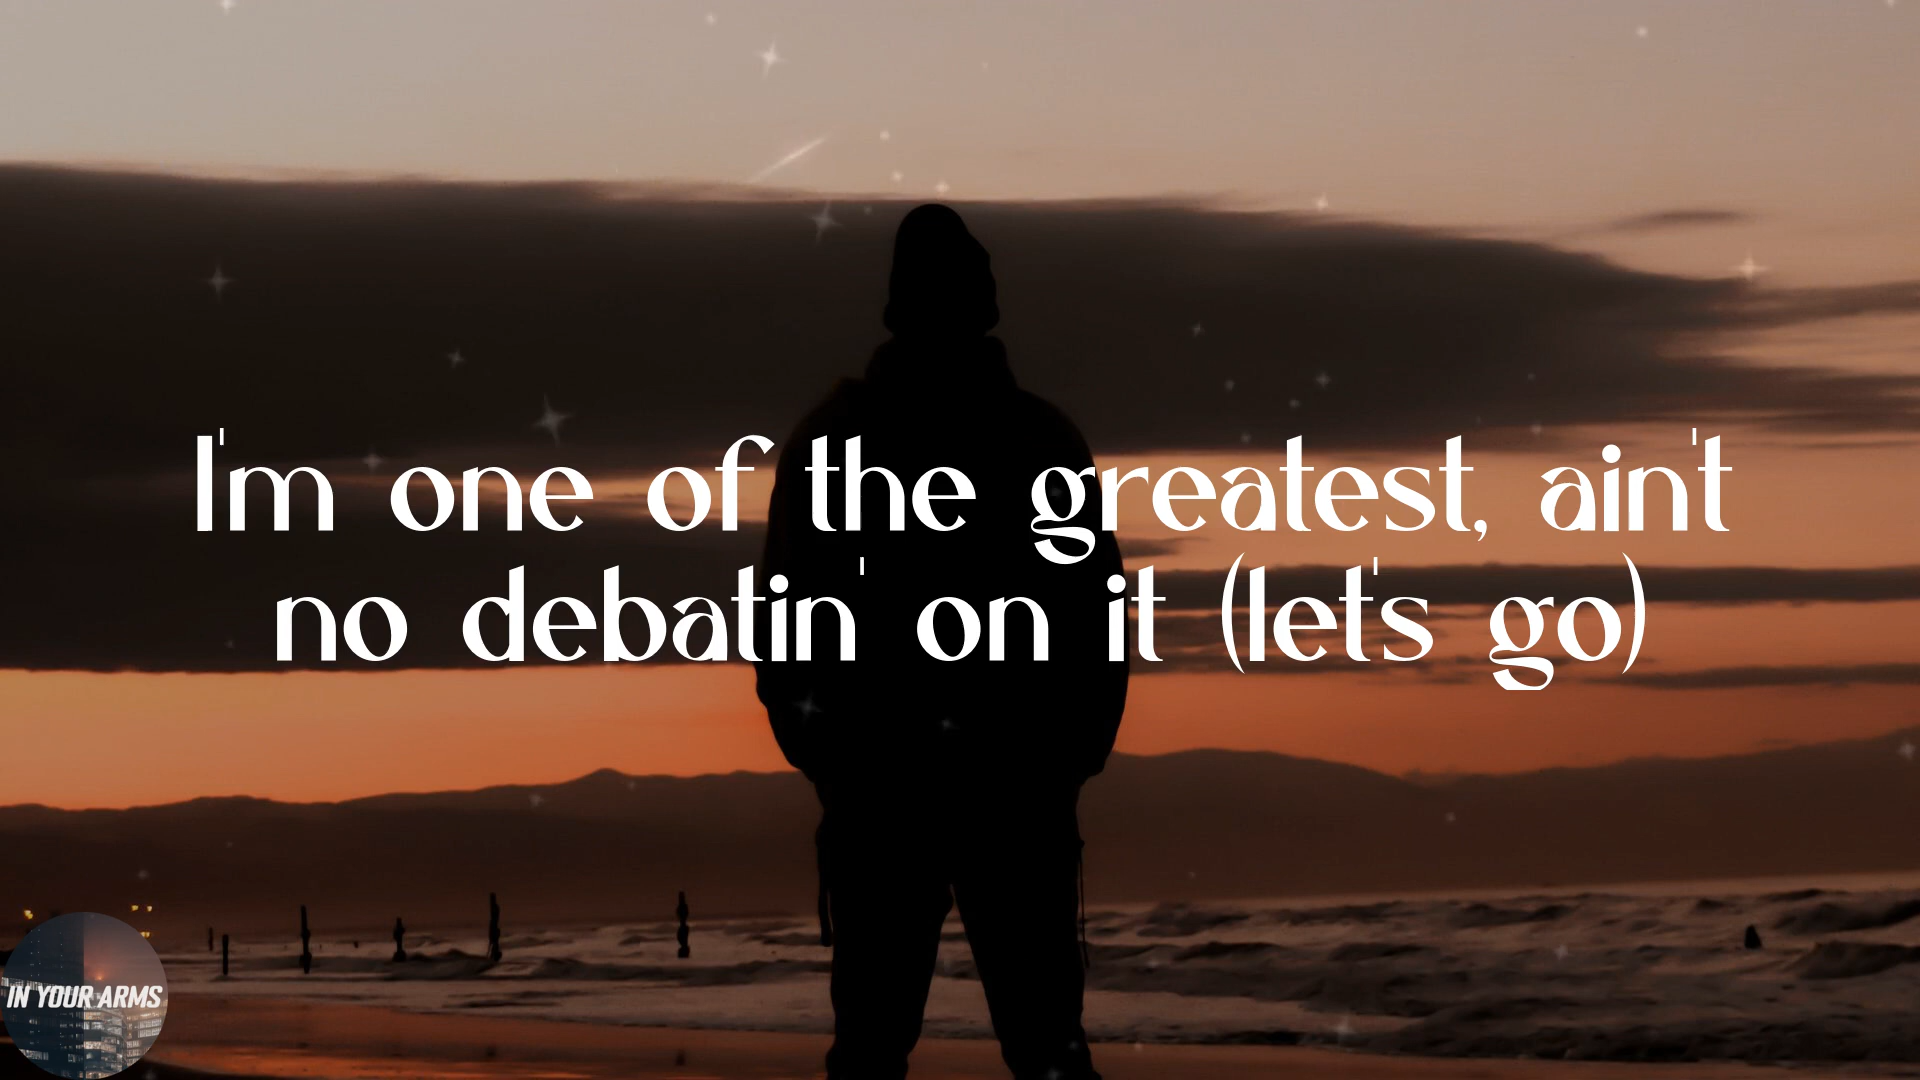 I'm one of the greatest, ain't
no debatin' on it (let's go)
IN YOUR ARMS